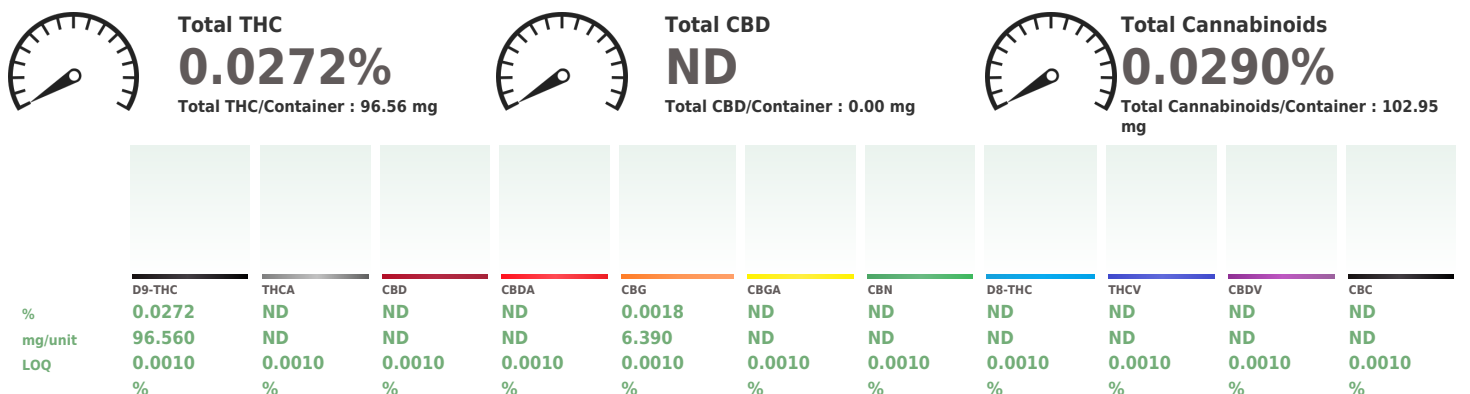 Total THC
0.0272%
Total THC/Container : 96.56 mg
Total CBD
ND
Total CBD/Container : 0.00 mg
Total Cannabinoids
0.0290%
Total Cannabinoids/Container : 102.95
mg
D9-THC THCA CBD CBDA CBG CBGA CBN D8-THC THCV CBDV CBC
% 0.0272 ND ND ND 0.0018 ND ND ND ND ND ND
mg/unit 96.560 ND ND ND 6.390 ND ND ND ND ND ND
LOQ 0.0010 0.0010 0.0010 0.0010 0.0010 0.0010 0.0010 0.0010 0.0010 0.0010 0.0010
% % % % % % % % % % %